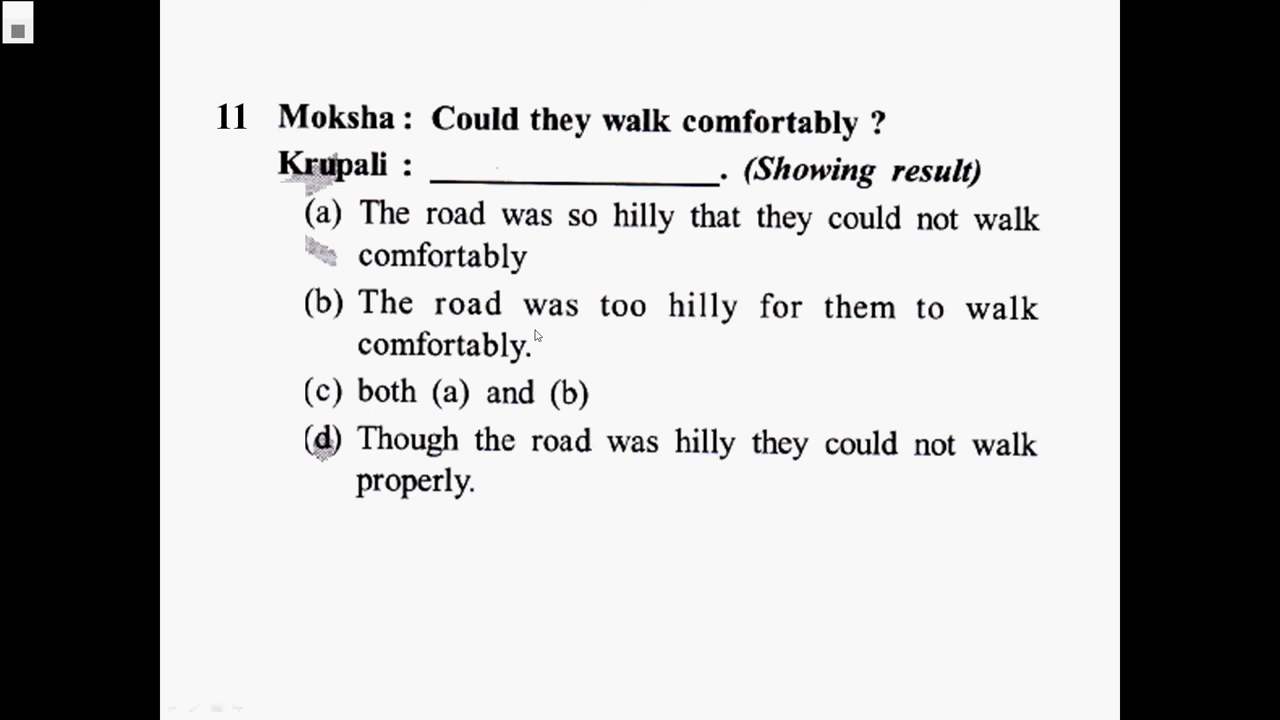 11 Moksha : Could they walk comfortably ?
Krupali : ____________________. (Showing result)
(a) The road was so hilly that they could not walk
comfortably
(b) The road was too hilly for them to walk
comfortably.
(c) both (a) and (b)
(d) Though the road was hilly they could not walk
properly.